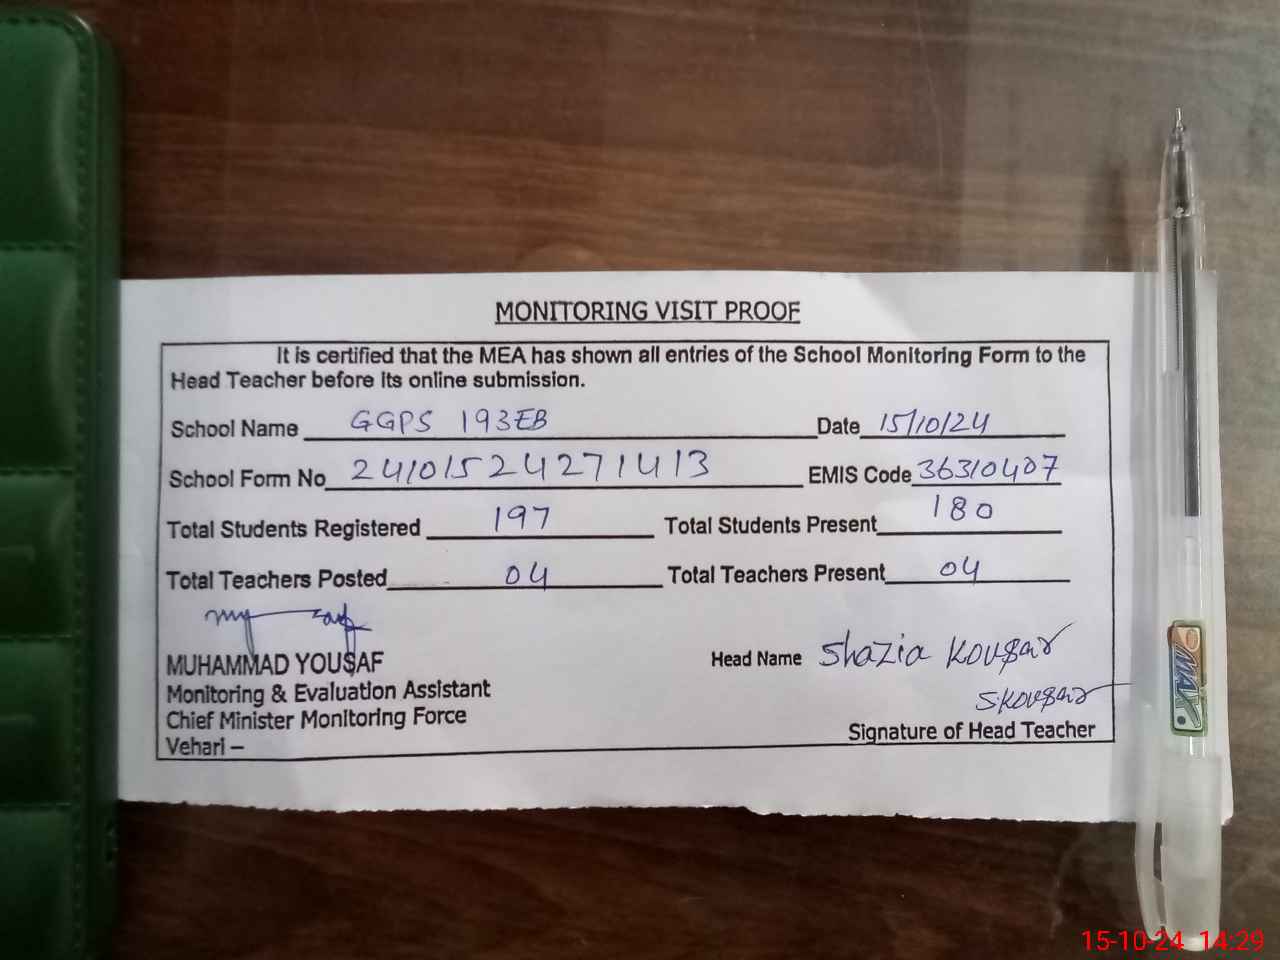 MONITORING VISIT PROOF
It is certified that the MEA has shown all entries of the School Monitoring Form to the
Head Teacher before its online submission.
School Name GGPS 193EB Date 15/10/24
School Form No 24101524271413 EMIS Code 36310407
Total Students Registered 197 Total Students Present 180
Total Teachers Posted 04 Total Teachers Present 04
MUHAMMAD YOUSAF
Head Name Shazia Kousar
Monitoring & Evaluation Assistant
SKousar
Chief Minister Monitoring Force
Signature of Head Teacher
Vehari –
MAX
15-10-24 14:29